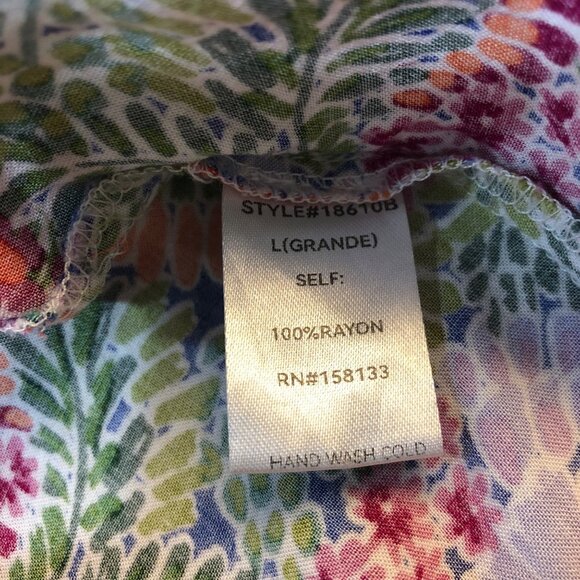 STYLE#18610B
L(GRANDE)
SELF:
100%RAYON
RN#158133
HAND WASH COLD